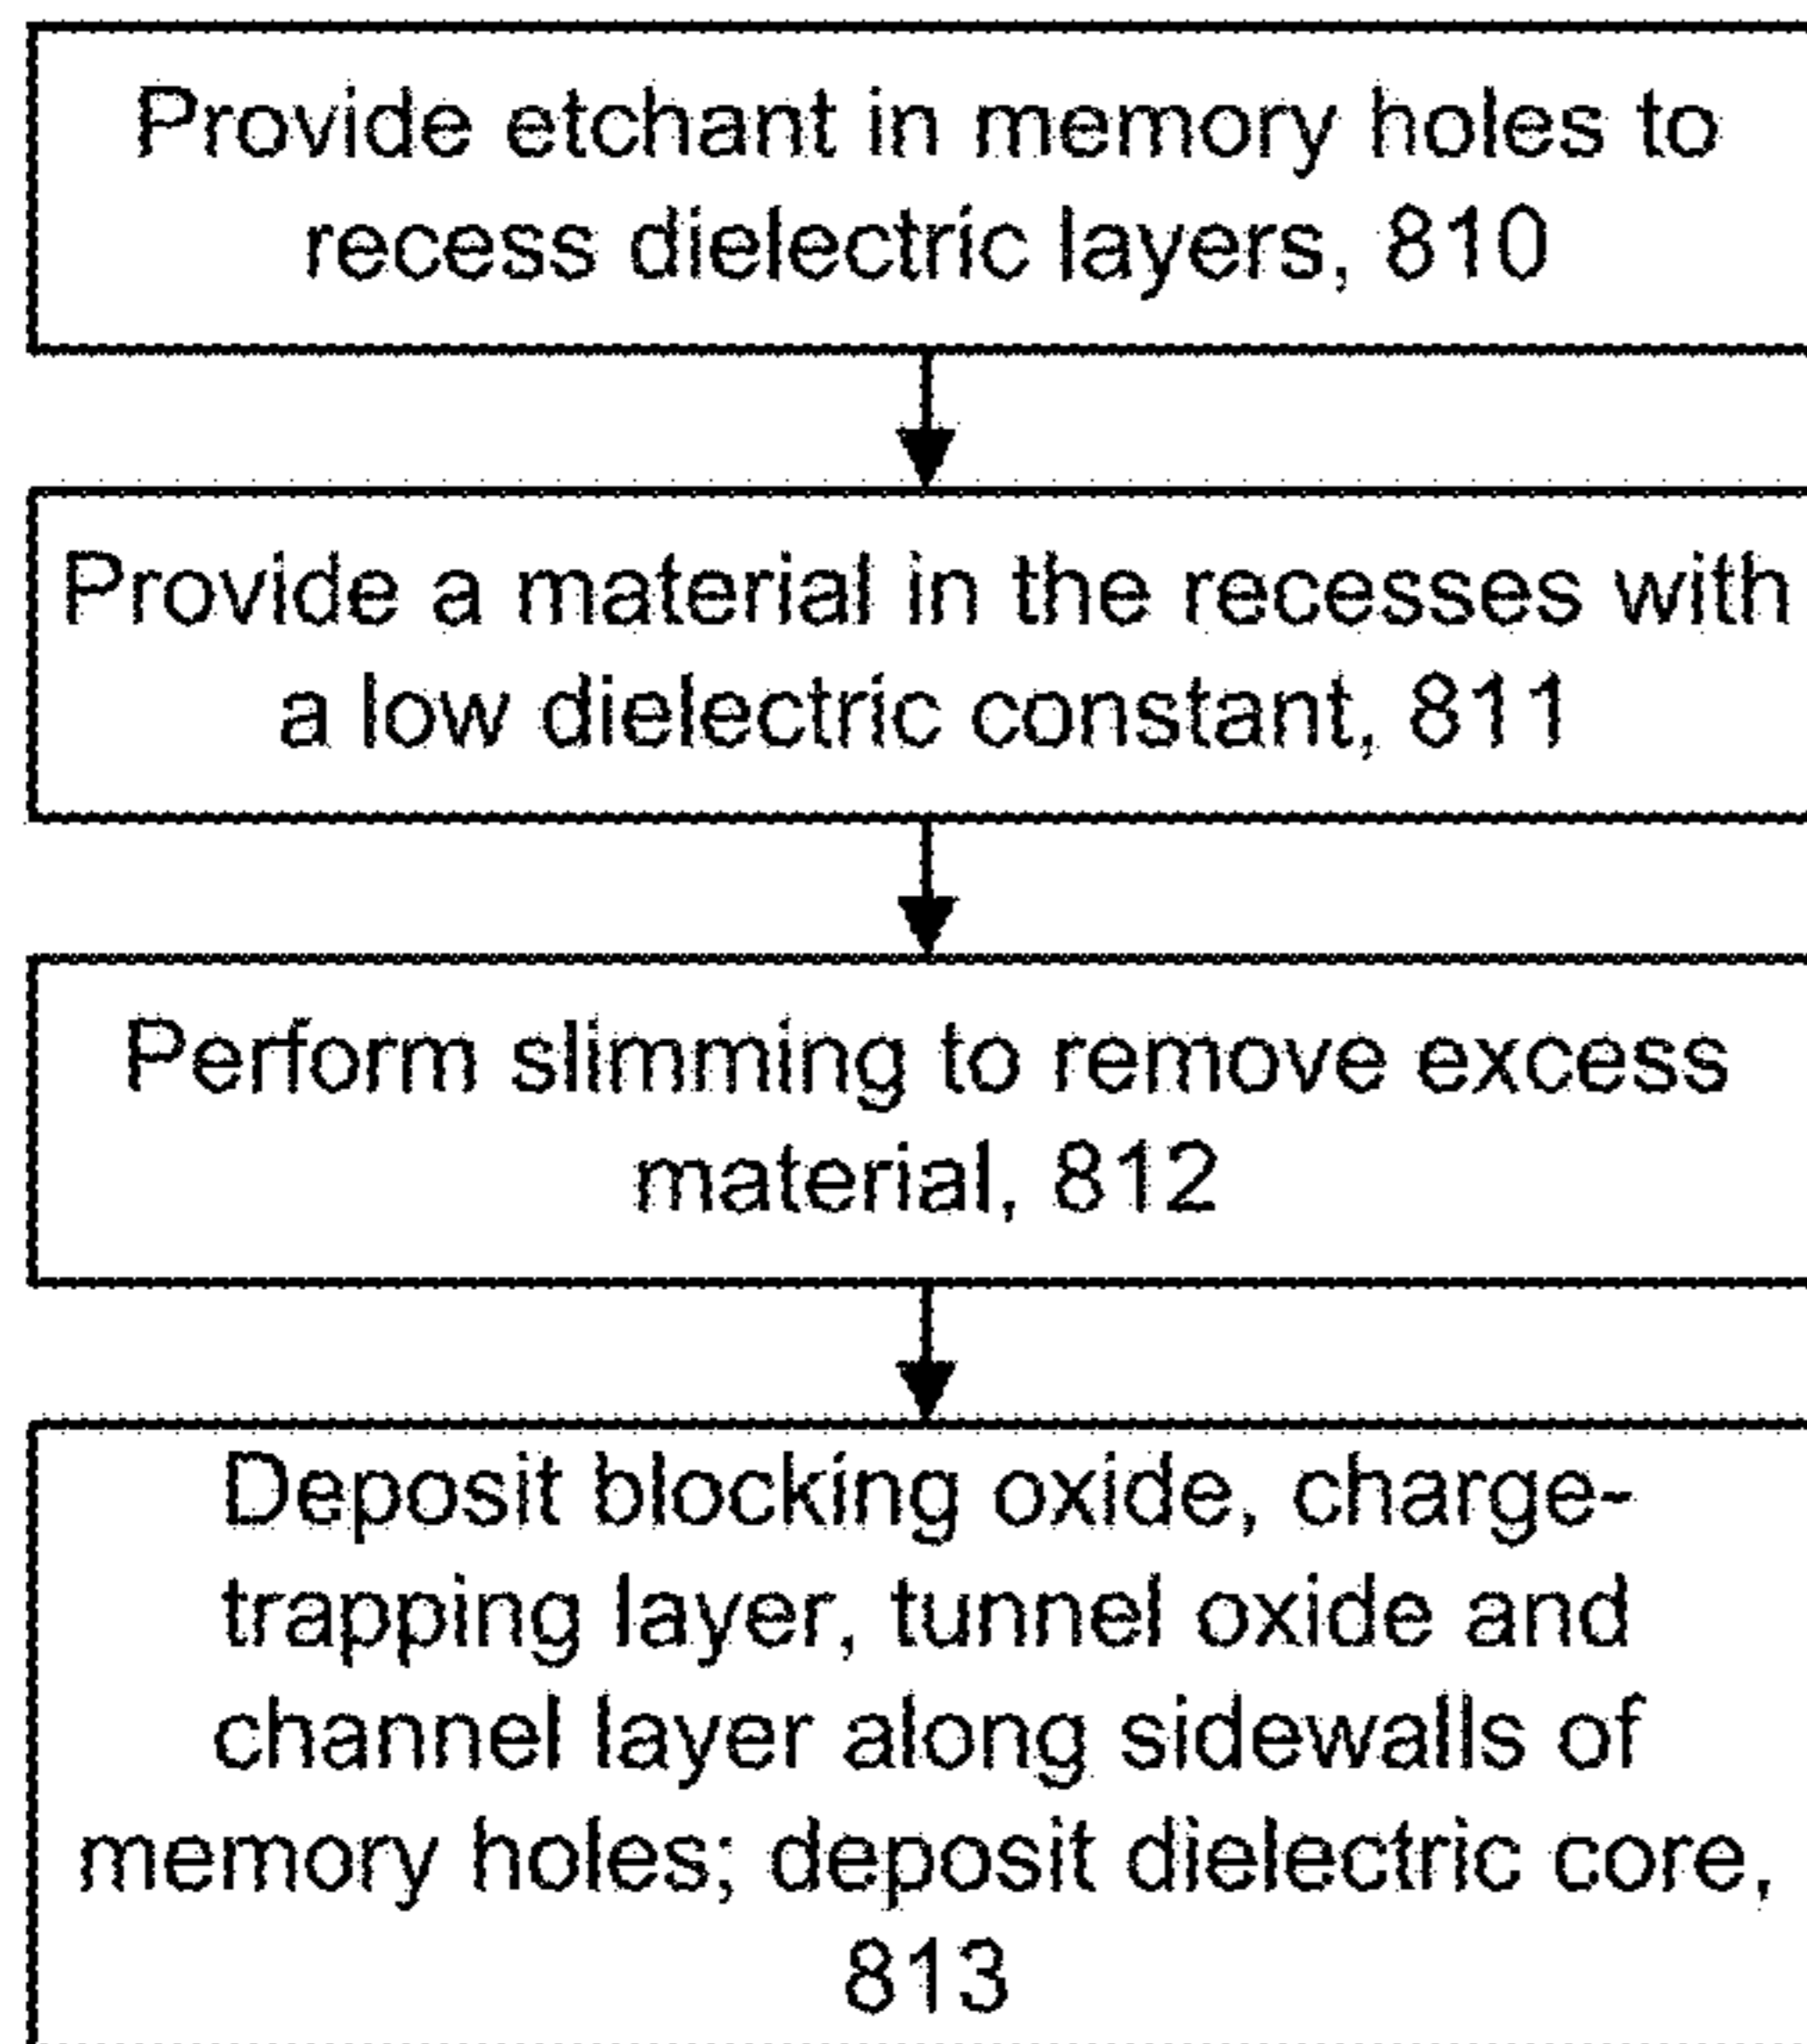 Provide etchant in memory holes to
recess dielectric layers, 810
Provide a material in the recesses with
a low dielectric constant, 811
Perform slimming to remove excess
material, 812
Deposit blocking oxide, charge-
trapping layer, tunnel oxide and
channel layer along sidewalls of
memory holes; deposit dielectric core,
813